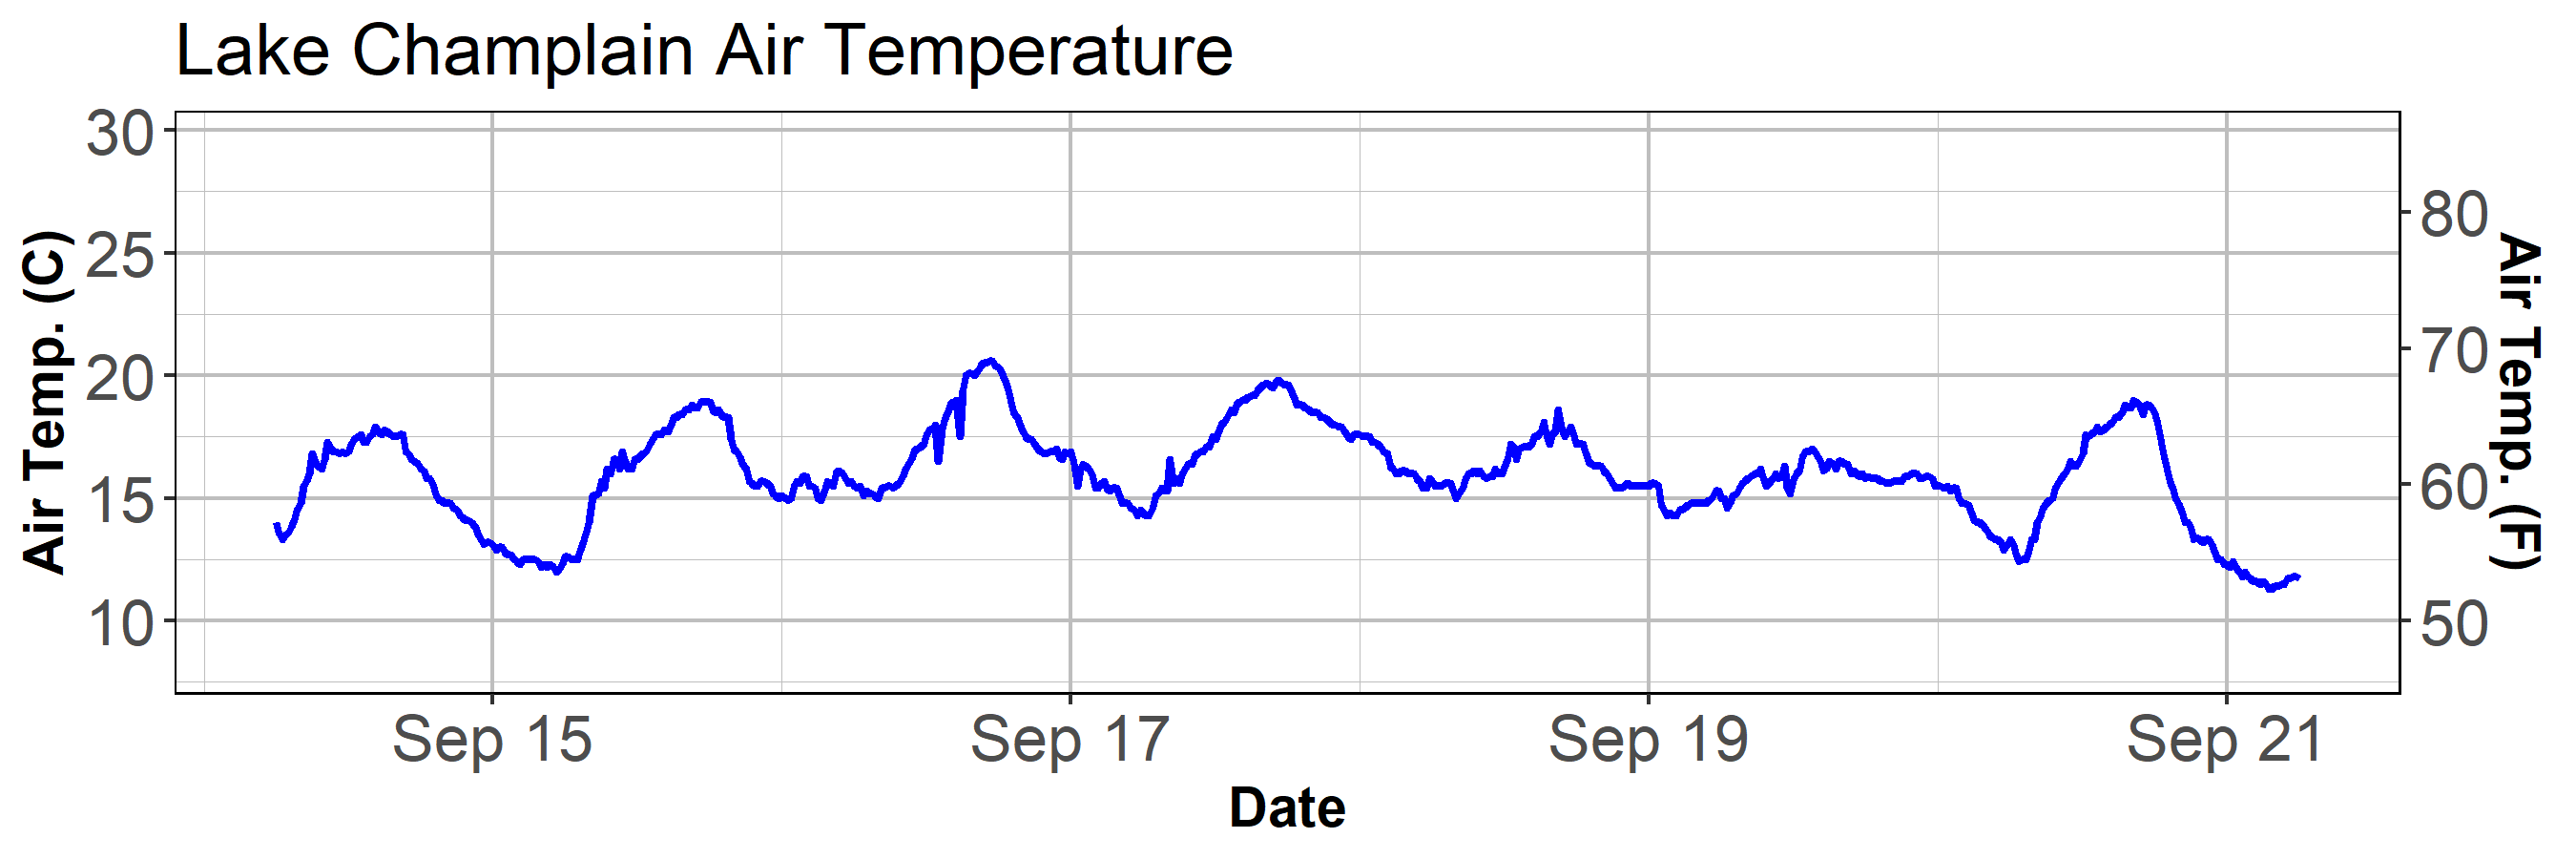 Lake Champlain Air Temperature
30
25
20
15
10
Air Temp. (C)
80
70
60
50
Air Temp. (F)
Sep 15
Sep 17
Sep 19
Sep 21
Date